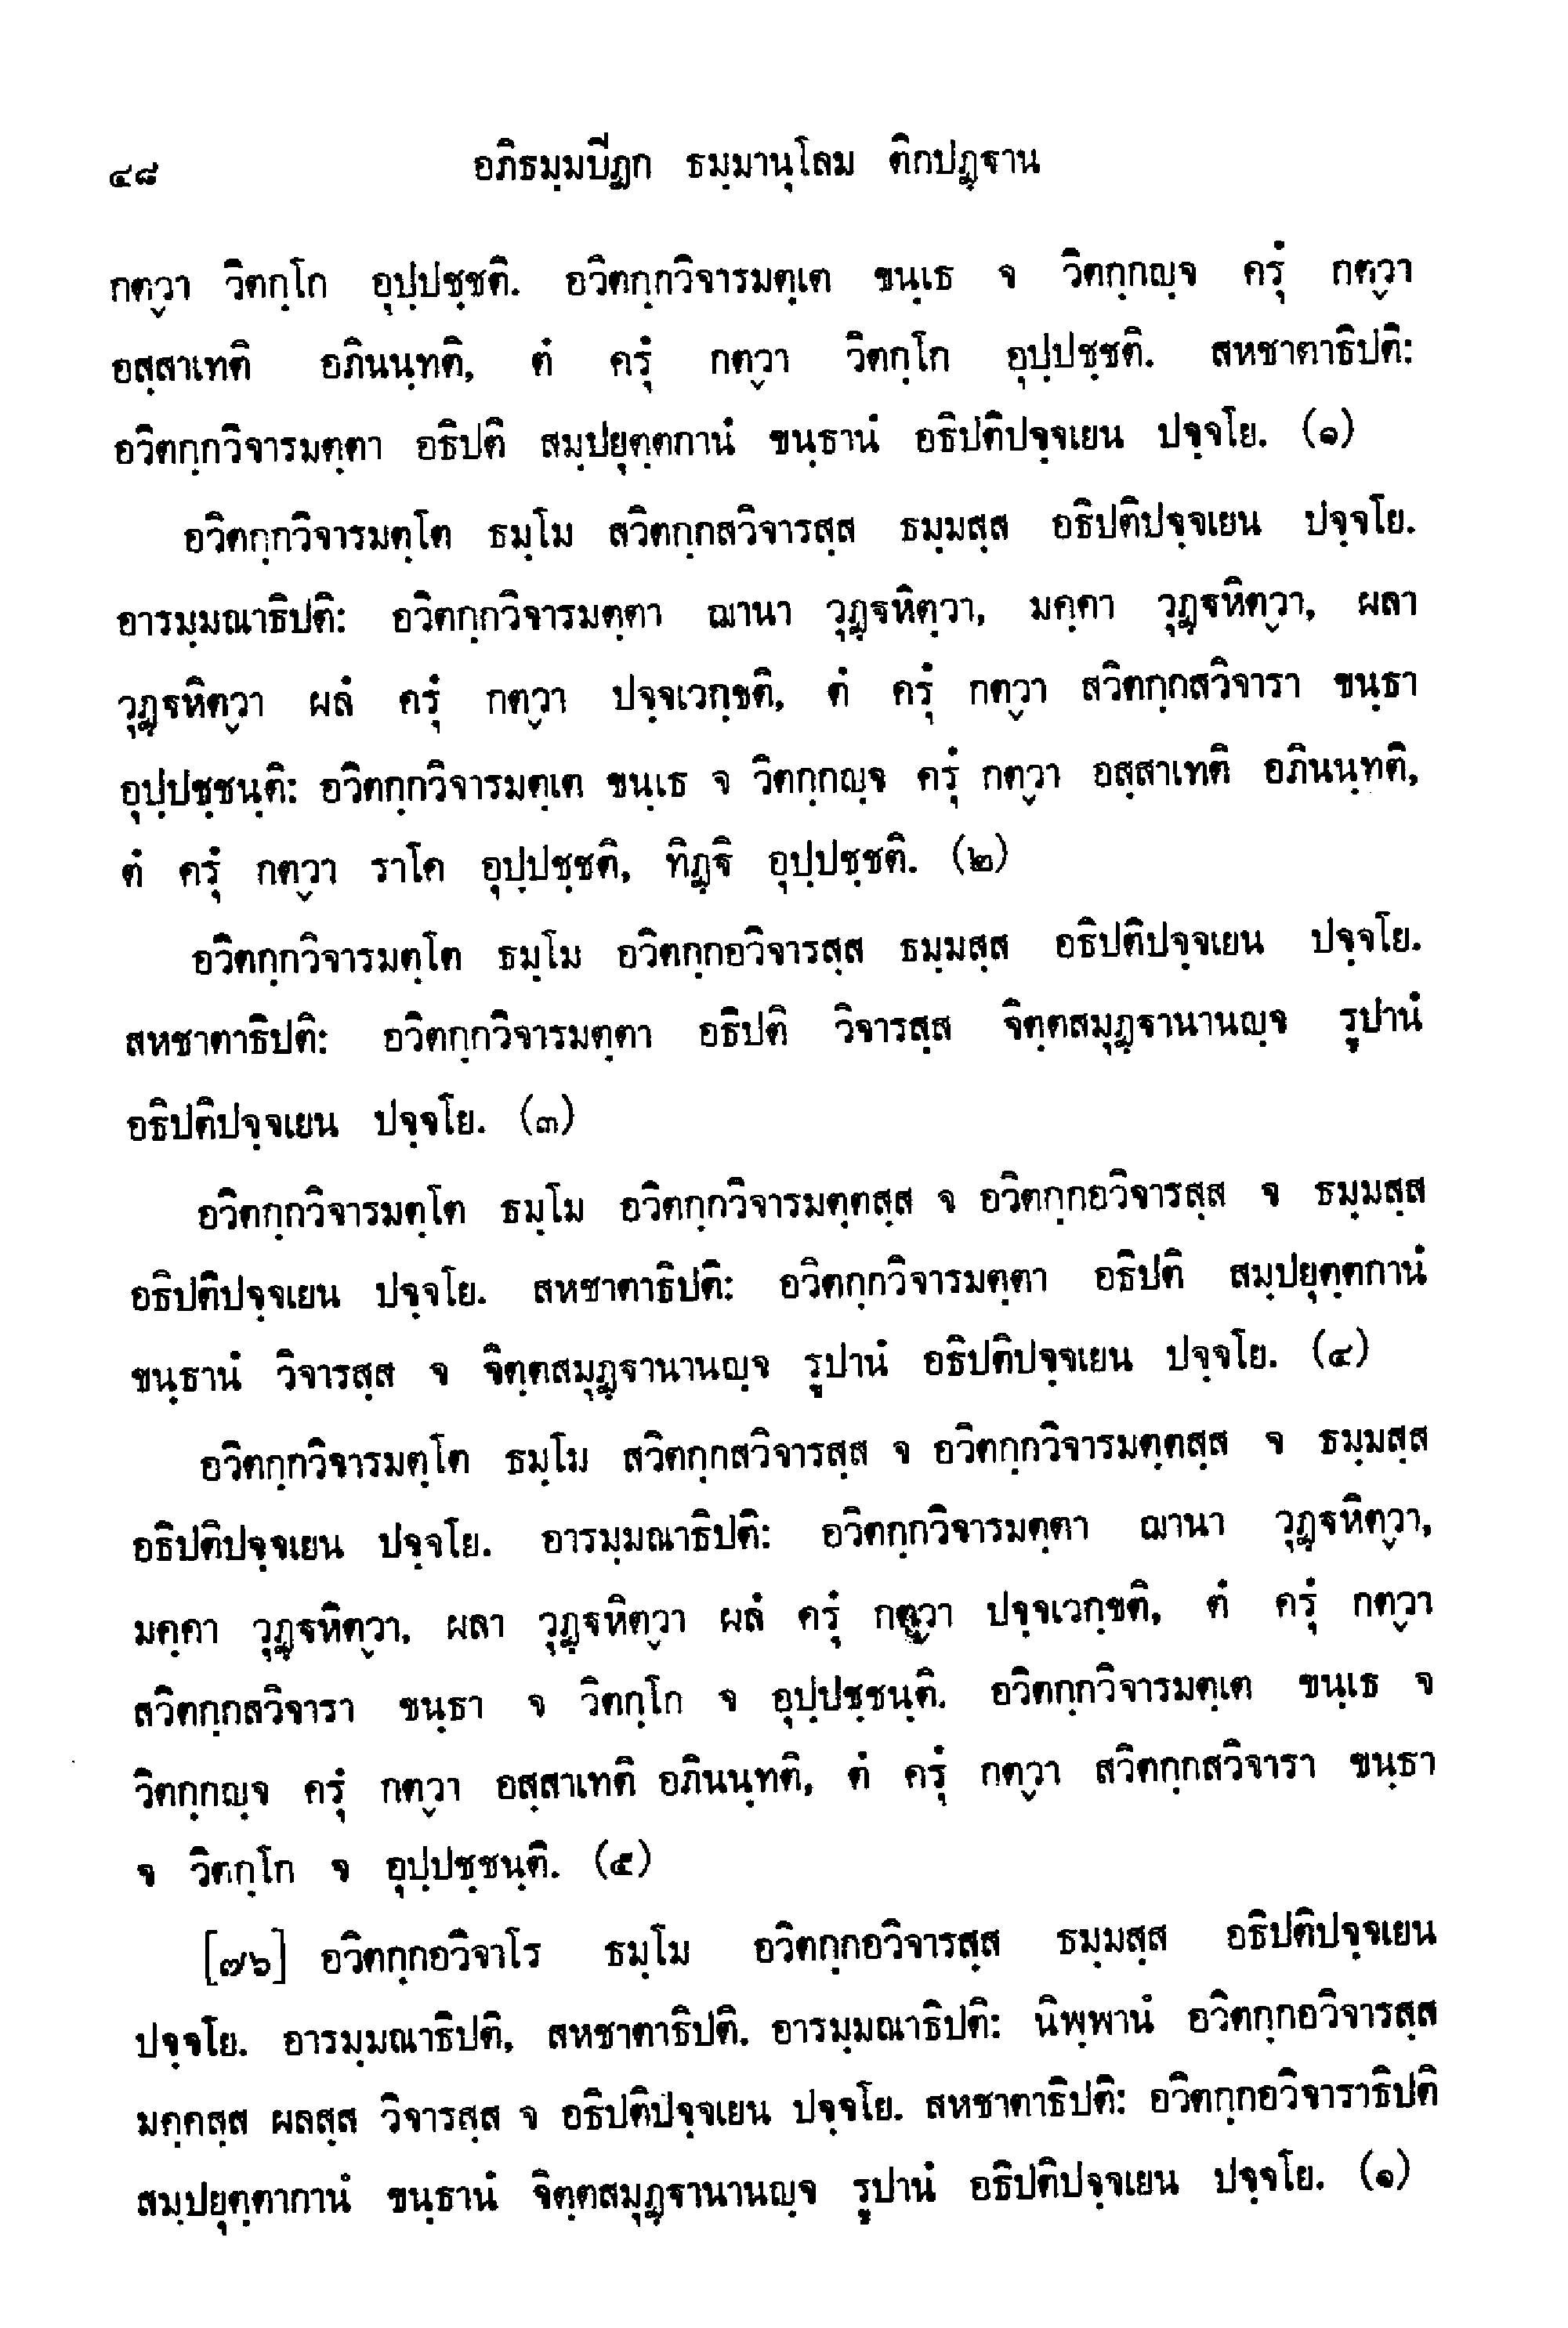 ๔๘ อภิธมฺมปิฏก ธมฺมานุโลม ติกปฏฺฐาน
กตฺวา วิตกฺโก อุปฺปชฺชติ. อวิตกฺกวิจารมตฺเต ขนฺเธ จ วิตกฺกญฺจ ครุํ กตฺวา
อสฺสาเทติ อภินนฺทติ, ตํ ครุํ กตฺวา วิตกฺโก อุปฺปชฺชติ. สหชาตาธิปติ:
อวิตกฺกวิจารมตฺตา อธิปติ สมฺปยุตฺตกานํ ขนฺธานํ อธิปติปจฺจเยน ปจฺจโย. (๑)
อวิตกฺกวิจารมตฺโต ธมฺโม สวิตกฺกสวิจารสฺส ธมฺมสฺส อธิปติปจฺจเยน ปจฺจโย.
อารมฺมณาธิปติ: อวิตกฺกวิจารมตฺตา ฌานา วุฏฺฐหิตฺวา, มคฺคา วุฏฺฐหิตฺวา, ผลา
วุฏฺฐหิตฺวา ผลํ ครุํ กตฺวา ปจฺจเวกฺขติ, ตํ ครุํ กตฺวา สวิตกฺกสวิจารา ขนฺธา
อุปฺปชฺชนฺติ: อวิตกฺกวิจารมตฺเต ขนฺเธ จ วิตกฺกญฺจ ครุํ กตฺวา อสฺสาเทติ อภินนฺทติ,
ตํ ครุํ กตฺวา ราโค อุปฺปชฺชติ, ทิฏฺฐิ อุปฺปชฺชติ. (๒)
อวิตกฺกวิจารมตฺโต ธมฺโม อวิตกฺกอวิจารสฺส ธมฺมสฺส อธิปติปจฺจเยน ปจฺจโย.
สหชาตาธิปติ: อวิตกฺกวิจารมตฺตา อธิปติ วิจารสฺส จิตฺตสมุฏฺฐานานญฺจ รูปานํ
อธิปติปจฺจเยน ปจฺจโย. (๓)
อวิตกฺกวิจารมตฺโต ธมฺโม อวิตกฺกวิจารมตฺตสฺส จ อวิตกฺกอวิจารสฺส จ ธมฺมสฺส
อธิปติปจฺจเยน ปจฺจโย. สหชาตาธิปติ: อวิตกฺกวิจารมตฺตา อธิปติ สมฺปยุตฺตกานํ
ขนฺธานํ วิจารสฺส จ จิตฺตสมุฏฺฐานานญฺจ รูปานํ อธิปติปจฺจเยน ปจฺจโย. (๔)
อวิตกฺกวิจารมตฺโต ธมฺโม สวิตกฺกสวิจารสฺส จ อวิตกฺกวิจารมตฺตสฺส จ ธมฺมสฺส
อธิปติปจฺจเยน ปจฺจโย. อารมฺมณาธิปติ: อวิตกฺกวิจารมตฺตา ฌานา วุฏฺฐหิตฺวา,
มคฺคา วุฏฺฐหิตฺวา, ผลา วุฏฺฐหิตฺวา ผลํ ครุํ กตฺวา ปจฺจเวกฺขติ, ตํ ครุํ กตฺวา
สวิตกฺกสวิจารา ขนฺธา จ วิตกฺโก จ อุปฺปชฺชนฺติ. อวิตกฺกวิจารมตฺเต ขนฺเธ จ
วิตกฺกญฺจ ครุํ กตฺวา อสฺสาเทติ อภินนฺทติ, ตํ ครุํ กตฺวา สวิตกฺกสวิจารา ขนฺธา
จ วิตกฺโก จ อุปฺปชฺชนฺติ. (๕)
[๗๖] อวิตกฺกอวิจาโร ธมฺโม อวิตกฺกอวิจารสฺส ธมฺมสฺส อธิปติปจฺจเยน
ปจฺจโย. อารมฺมณาธิปติ, สหชาตาธิปติ. อารมฺมณาธิปติ: นิพฺพานํ อวิตกฺกอวิจารสฺส
มคฺคสฺส ผลสฺส วิจารสฺส จ อธิปติปจฺจเยน ปจฺจโย. สหชาตาธิปติ: อวิตกฺกอวิจาราธิปติ
สมฺปยุตฺตากานํ ขนฺธานํ จิตฺตสมุฏฺฐานานญฺจ รูปานํ อธิปติปจฺจเยน ปจฺจโย. (๑)